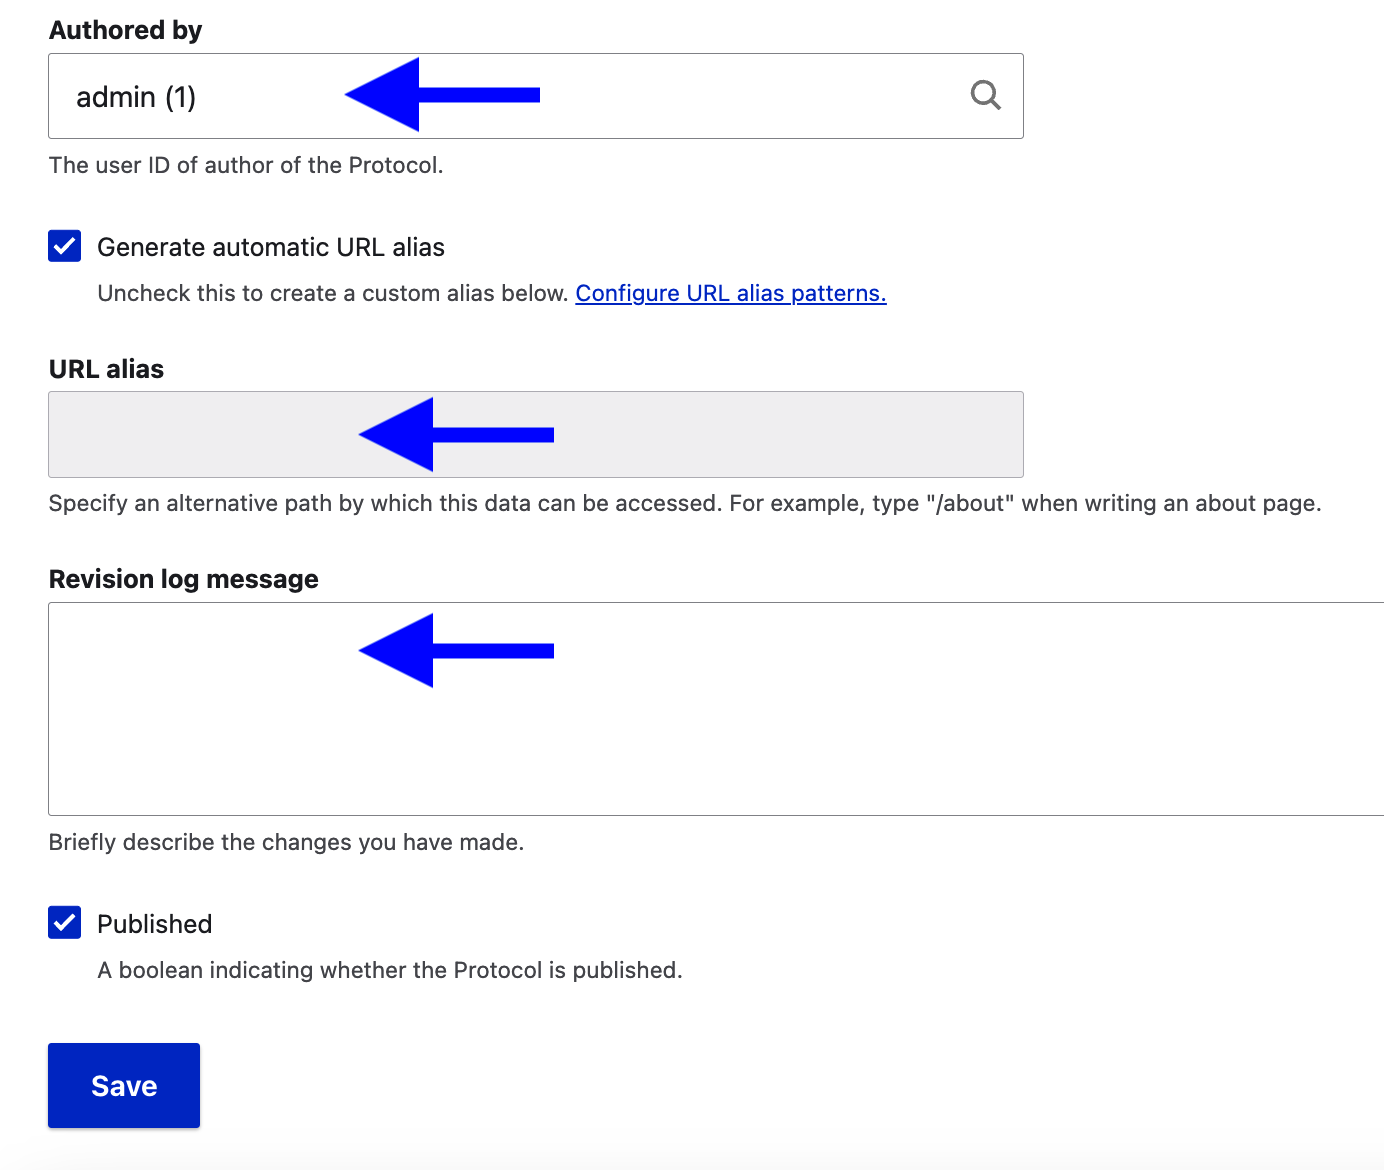 Authored by
admin (1)
The user ID of author of the Protocol.
Generate automatic URL alias
Uncheck this to create a custom alias below. Configure URL alias patterns.
URL alias
Specify an alternative path by which this data can be accessed. For example, type "/about" when writing an about page.
Revision log message
Briefly describe the changes you have made.
Published
A boolean indicating whether the Protocol is published.
Save